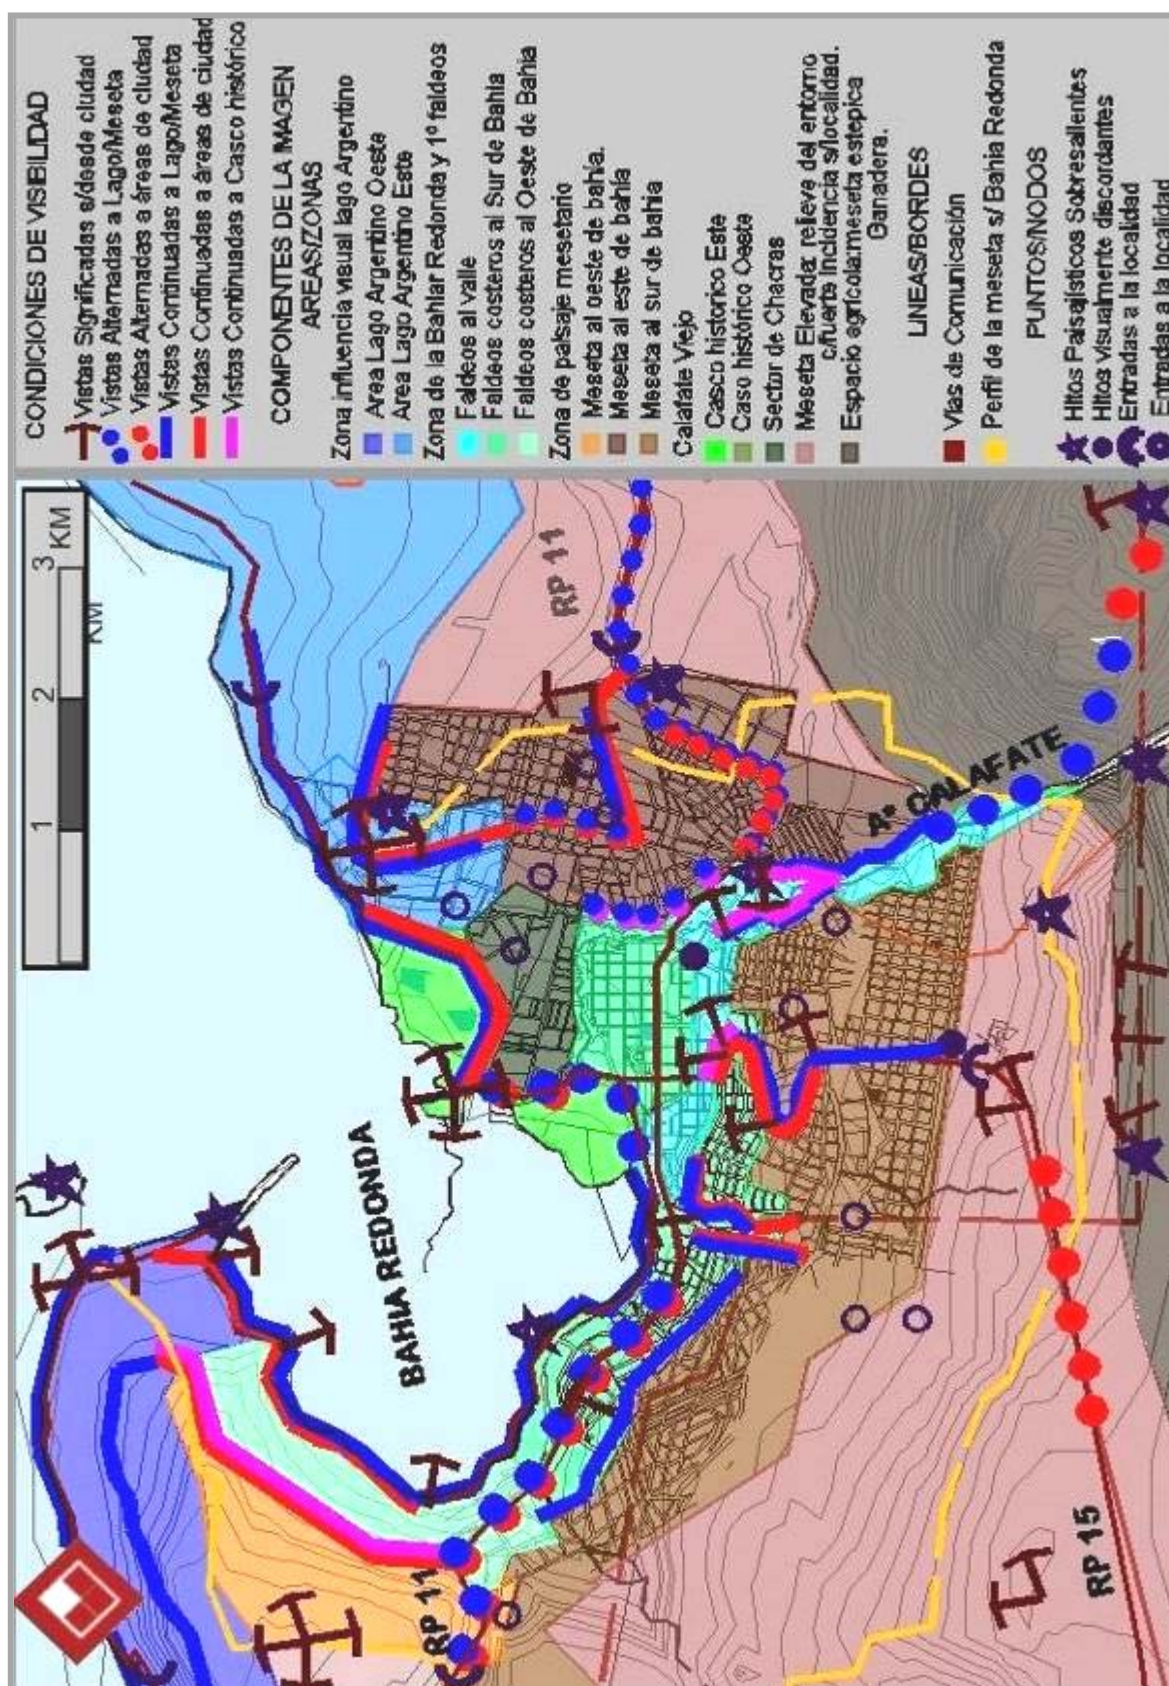 CONDICIONES DE VISIBILIDAD
Vistas Significadas s/desde ciudad
Vistas Alternadas a Lago/Meseta
Vistas Alternadas a áreas de ciudad
Vistas Continuadas a Lago/Meseta
Vistas Continuadas a áreas de ciudad
Vistas Continuadas a Casco histórico
COMPONENTES DE LA IMAGEN
AREAS/ZONAS
Zona influencia visual lago Argentino
Area Lago Argentino Oeste
Area Lago Argentino Este
Zona de la Bahiar Redonda y 1º faldeos
Faldeos al valle
Faldeos costeros al Sur de Bahia
Faldeos costeros al Oeste de Bahia
Zona de paisaje mesetario
Meseta al oeste de bahía.
Meseta al este de bahía
Meseta al sur de bahia
Calafate Viejo
Casco historico Este
Caso histórico Oeste
Sector de Chacras
Meseta Elevada: relieve del entorno
c/fuerte incidencia s/localidad.
Espacio agrícola/meseta estepica
Ganadera.
LINEAS/BORDES
Vias de Comunicación
Perfil de la meseta s/ Bahia Redonda
PUNTOS/NODOS
Hitos Paisajísticos Sobresalientes
Hitos visualmente discordantes
Entradas a la localidad
Entradas a la localidad
1 2 3 KM
KM
RP 11
Aº CALAFATE
BAHIA REDONDA
RP 11
RP 15